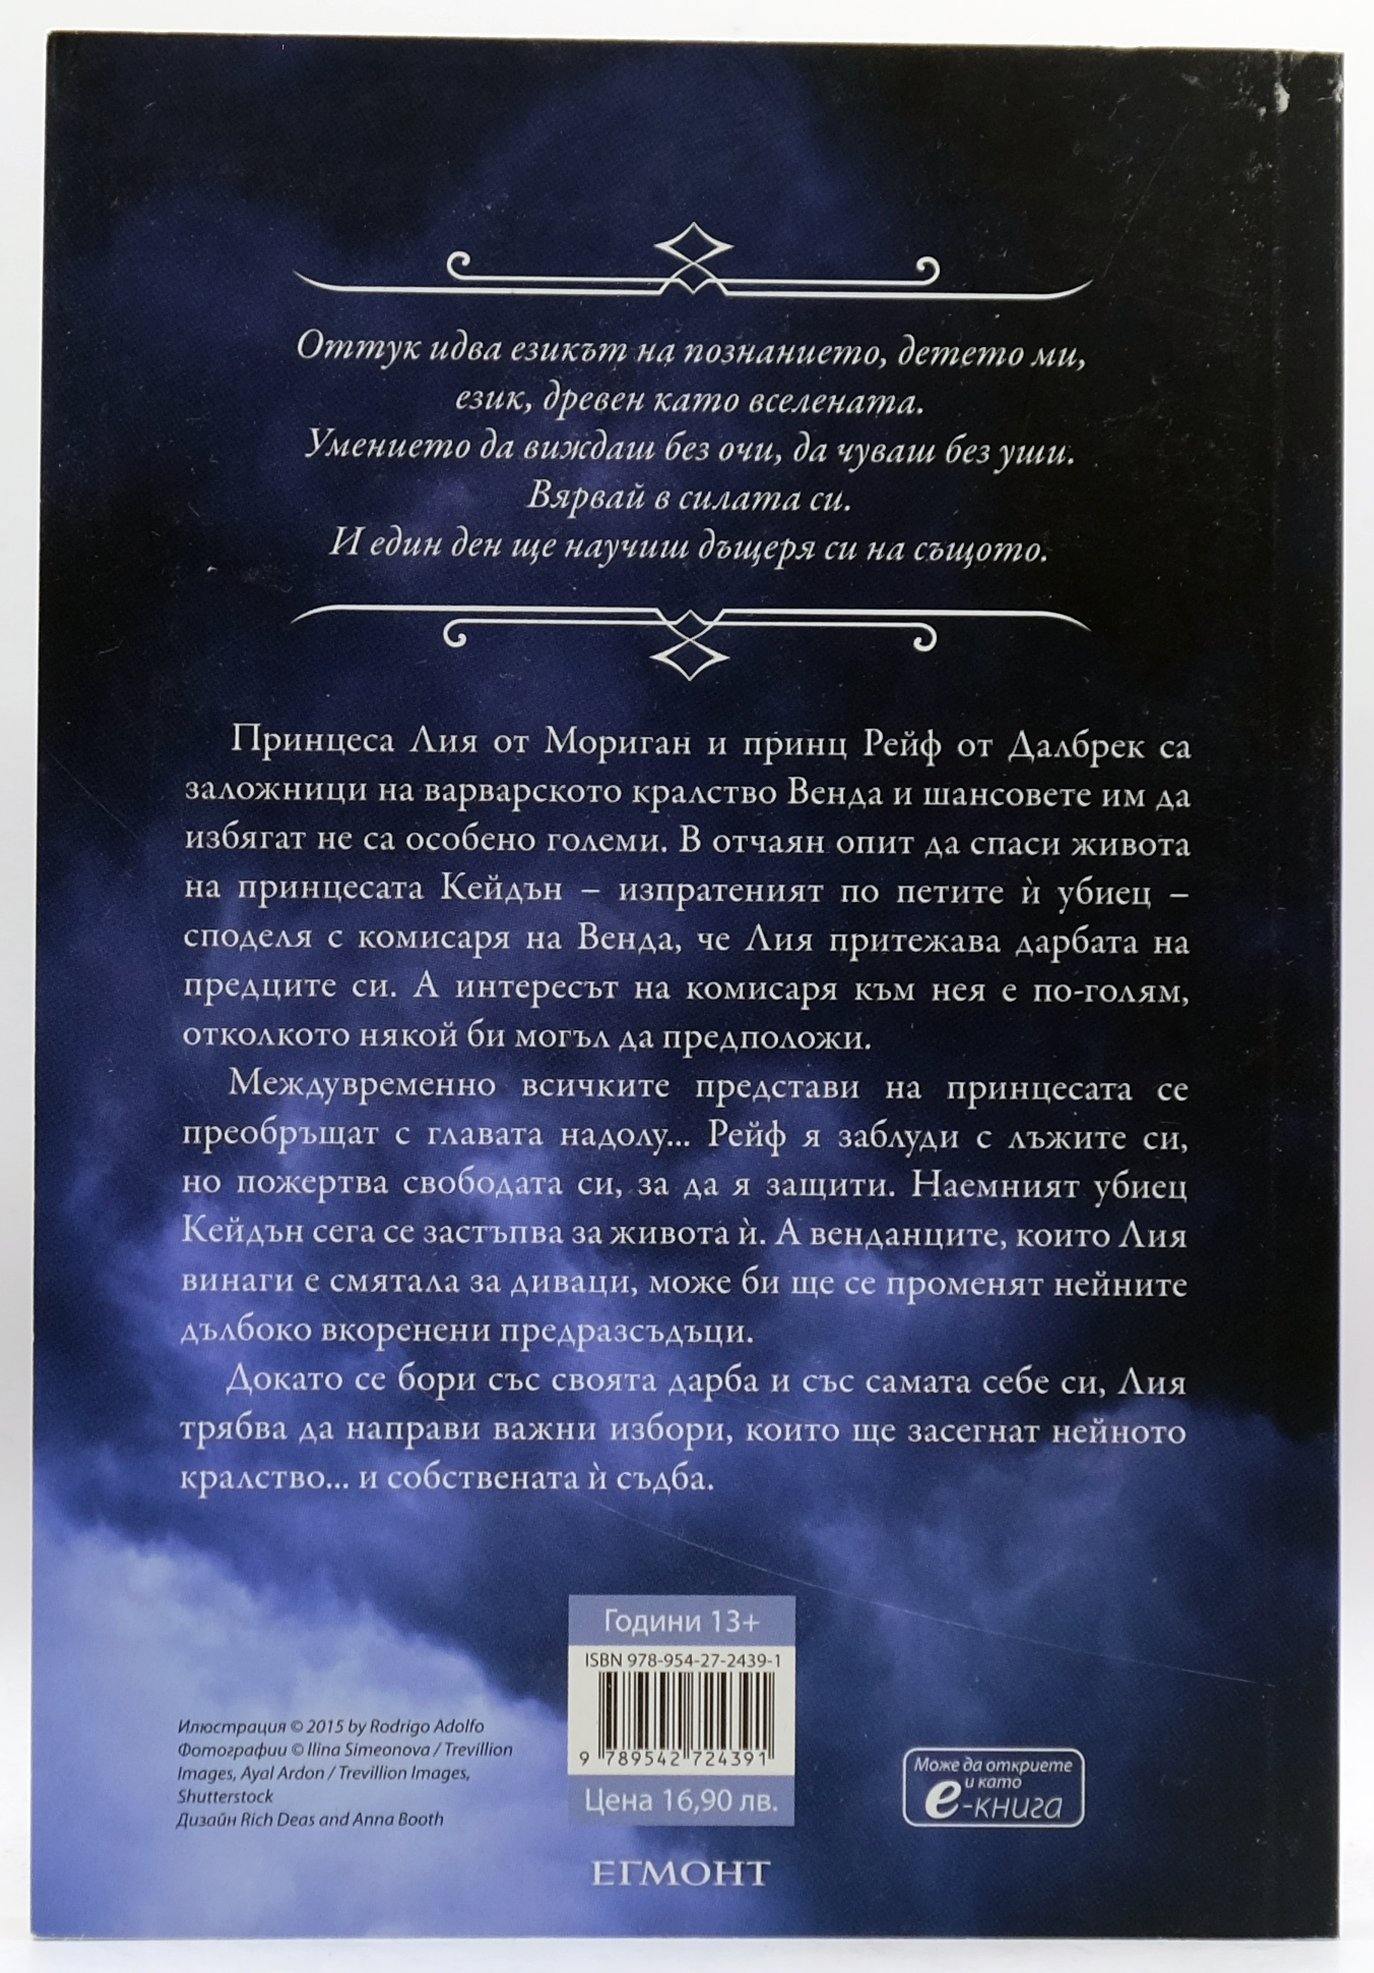 Оттук идва езикът на познанието, детето ми,
език, древен като вселената.
Умението да виждаш без очи, да чуваш без уши.
Вярвай в силата си.
И един ден ще научиш дъщеря си на същото.
Принцеса Лия от Мориган и принц Рейф от Далбрек са
заложници на варварското кралство Венда и шансовете им да
избягат не са особено големи. В отчаян опит да спаси живота
на принцесата Кейдън – изпратеният по петите ѝ убиец –
споделя с комисаря на Венда, че Лия притежава дарбата на
предците си. А интересът на комисаря към нея е по-голям,
отколкото някой би могъл да предположи.
Междувременно всичките представи на принцесата се
преобръщат с главата надолу... Рейф я заблуди с лъжите си,
но пожертва свободата си, за да я защити. Наемният убиец
Кейдън сега се застъпва за живота ѝ. А венданците, които Лия
винаги е смятала за диваци, може би ще се променят нейните
дълбоко вкоренени предразсъдъци.
Докато се бори със своята дарба и със самата себе си, Лия
трябва да направи важни избори, които ще засегнат нейното
кралство... и собствената ѝ съдба.
Години 13+
ISBN 978-954-27-2439-1
9 789542 724391
Цена 16,90 лв.
Илюстрация © 2015 by Rodrigo Adolfo
Фотографии © Ilina Simeonova / Trevillion
Images, Ayal Ardon / Trevillion Images,
Shutterstock
Дизайн Rich Deas and Anna Booth
Може да откриете
и като
е-книга
ЕГМОНТ